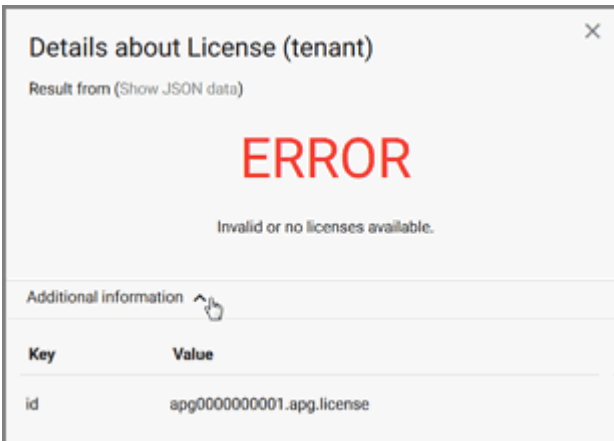 Details about License (tenant)
Result from (Show JSON data)
ERROR
Invalid or no licenses available.
Additional information
Key Value
id apg0000000001.apg.license